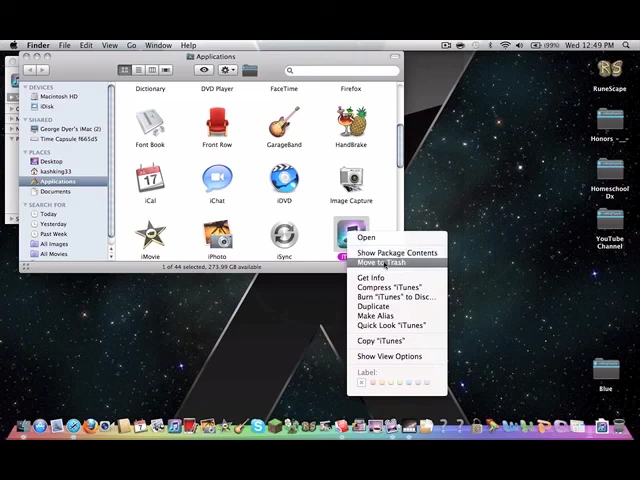 Finder File Edit View Go Window Help
(99%) Wed 12:49 PM
Applications
DEVICES
Macintosh HD
iDisk
SHARED
George Dyer's iMac (2)
Time Capsule f665d5
PLACES
Desktop
kashking33
Applications
Documents
SEARCH FOR
Today
Yesterday
Past Week
All Images
All Movies
Dictionary DVD Player FaceTime Firefox
Font Book Front Row GarageBand HandBrake
17
iCal iChat iDVD Image Capture
iMovie iPhoto iSync
1 of 44 selected, 273.99 GB available
Open
Show Package Contents
Move to Trash
Get Info
Compress "iTunes"
Burn "iTunes" to Disc...
Duplicate
Make Alias
Quick Look "iTunes"
Copy "iTunes"
Show View Options
Label:
RS
RuneScape
Honors -__-
Homeschool
Dx
YouTube
Channel
Blue